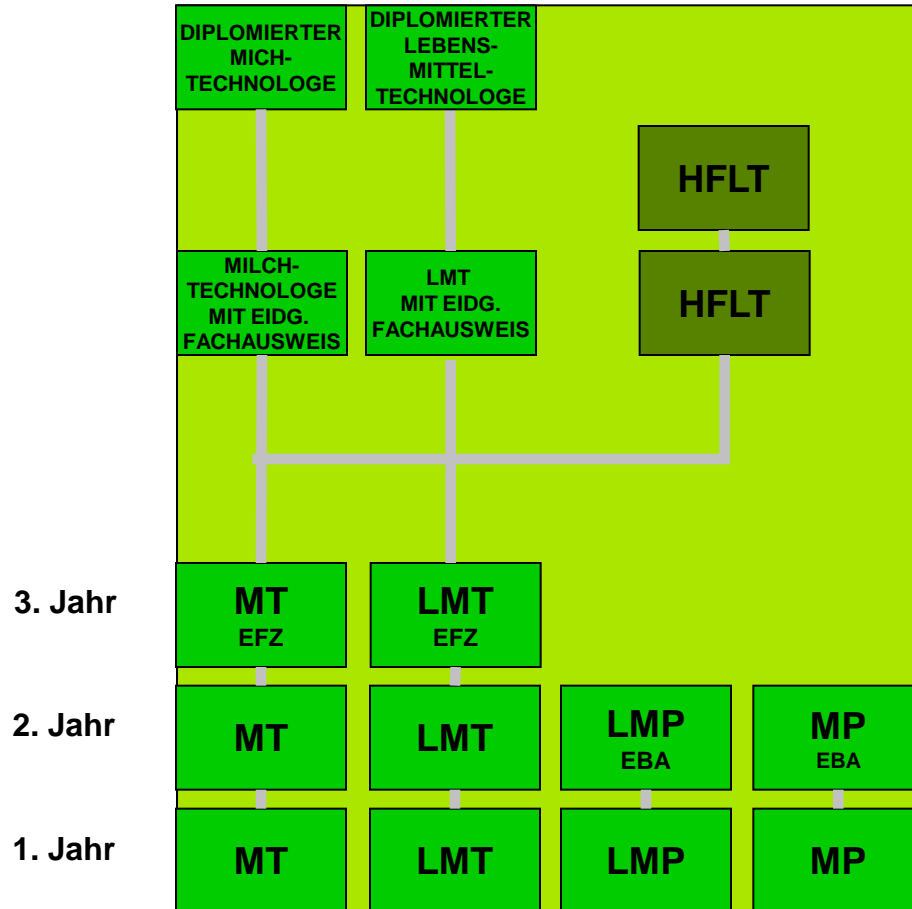 DIPLOMIERTER
MICH-
TECHNOLOGE
DIPLOMIERTER
LEBENS-
MITTEL-
TECHNOLOGE
HFLT
MILCH-
TECHNOLOGE
MIT EIDG.
FACHAUSWEIS
LMT
MIT EIDG.
FACHAUSWEIS
HFLT
3. Jahr
MT
EFZ
LMT
EFZ
2. Jahr
MT
LMT
LMP
EBA
MP
EBA
1. Jahr
MT
LMT
LMP
MP